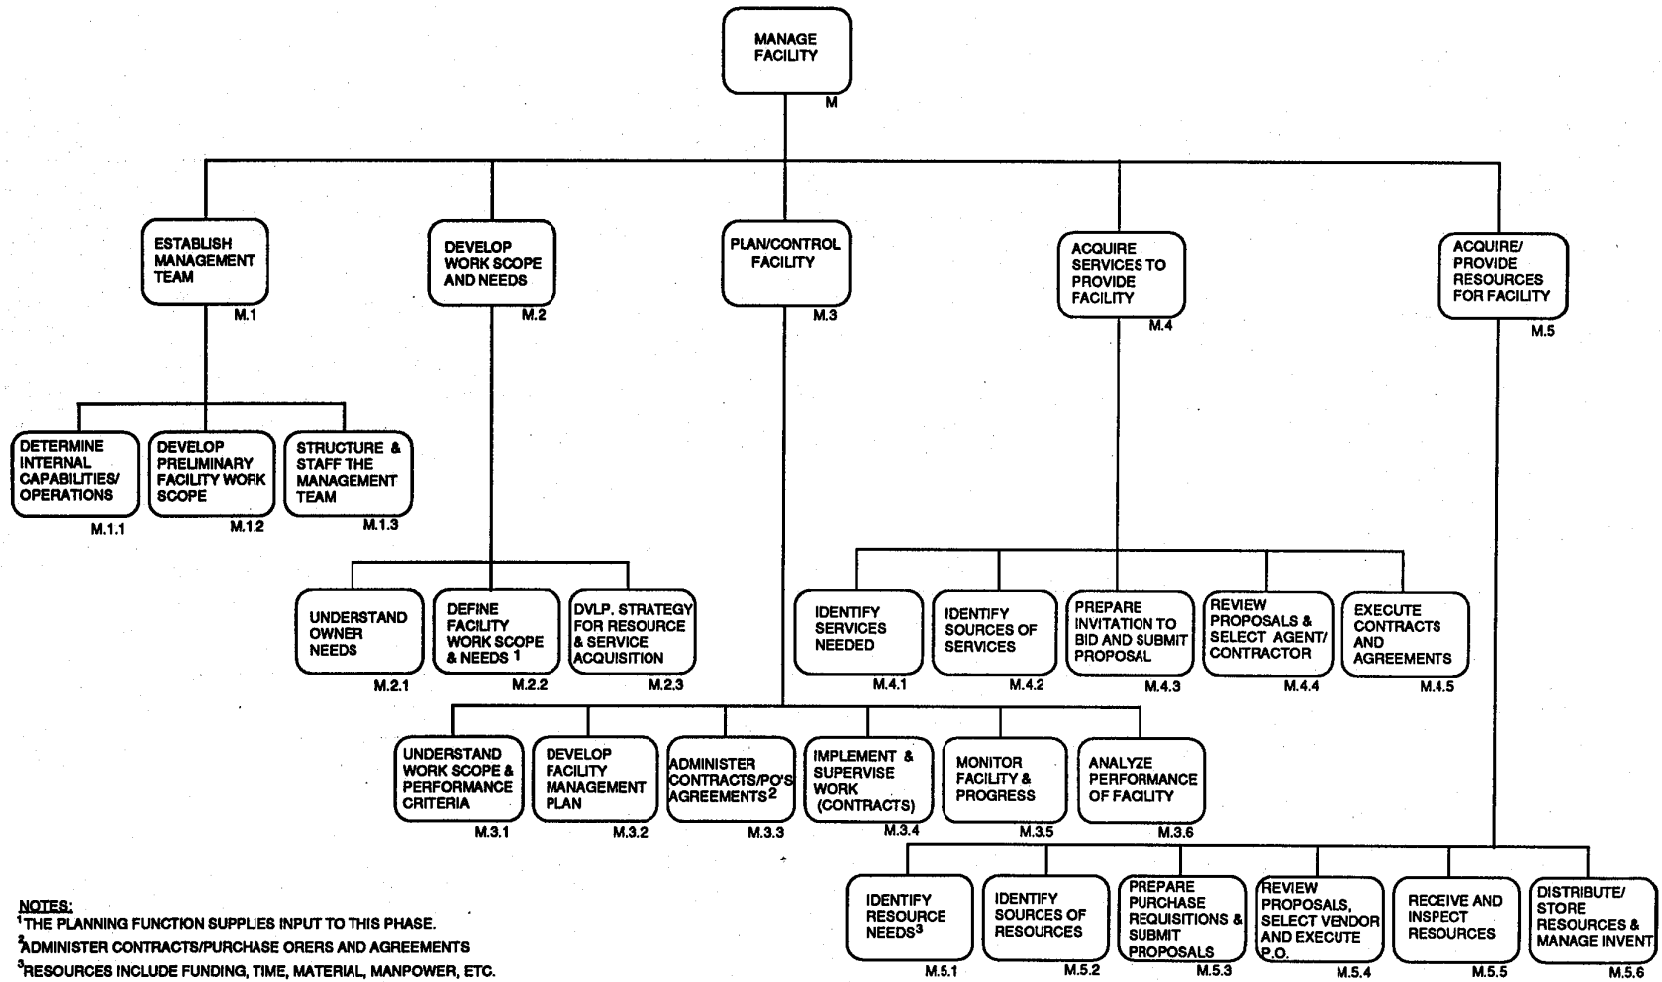 MANAGE
FACILITY
M
ESTABLISH
MANAGEMENT
TEAM
M.1
DEVELOP
WORK SCOPE
AND NEEDS
M.2
PLAN/CONTROL
FACILITY
M.3
ACQUIRE
SERVICES TO
PROVIDE
FACILITY
M.4
ACQUIRE/
PROVIDE
RESOURCES
FOR FACILITY
M.5
DETERMINE
INTERNAL
CAPABILITIES/
OPERATIONS
M.1.1
DEVELOP
PRELIMINARY
FACILITY WORK
SCOPE
M.1.2
STRUCTURE &
STAFF THE
MANAGEMENT
TEAM
M.1.3
UNDERSTAND
OWNER
NEEDS
M.2.1
DEFINE
FACILITY
WORK SCOPE
& NEEDS 1
M.2.2
DVLP. STRATEGY
FOR RESOURCE
& SERVICE
ACQUISITION
M.2.3
IDENTIFY
SERVICES
NEEDED
M.4.1
IDENTIFY
SOURCES OF
SERVICES
M.4.2
PREPARE
INVITATION TO
BID AND SUBMIT
PROPOSAL
M.4.3
REVIEW
PROPOSALS &
SELECT AGENT/
CONTRACTOR
M.4.4
EXECUTE
CONTRACTS
AND
AGREEMENTS
M.4.5
UNDERSTAND
WORK SCOPE &
PERFORMANCE
CRITERIA
M.3.1
DEVELOP
FACILITY
MANAGEMENT
PLAN
M.3.2
ADMINISTER
CONTRACTS/PO'S
AGREEMENTS2
M.3.3
IMPLEMENT &
SUPERVISE
WORK
(CONTRACTS)
M.3.4
MONITOR
FACILITY &
PROGRESS
M.3.5
ANALYZE
PERFORMANCE
OF FACILITY
M.3.6
IDENTIFY
RESOURCE
NEEDS3
M.5.1
IDENTIFY
SOURCES OF
RESOURCES
M.5.2
PREPARE
PURCHASE
REQUISITIONS &
SUBMIT
PROPOSALS
M.5.3
REVIEW
PROPOSALS,
SELECT VENDOR
AND EXECUTE
P.O.
M.5.4
RECEIVE AND
INSPECT
RESOURCES
M.5.5
DISTRIBUTE/
STORE
RESOURCES &
MANAGE INVENT
M.5.6
NOTES:
1THE PLANNING FUNCTION SUPPLIES INPUT TO THIS PHASE.
2ADMINISTER CONTRACTS/PURCHASE ORERS AND AGREEMENTS
3RESOURCES INCLUDE FUNDING, TIME, MATERIAL, MANPOWER, ETC.